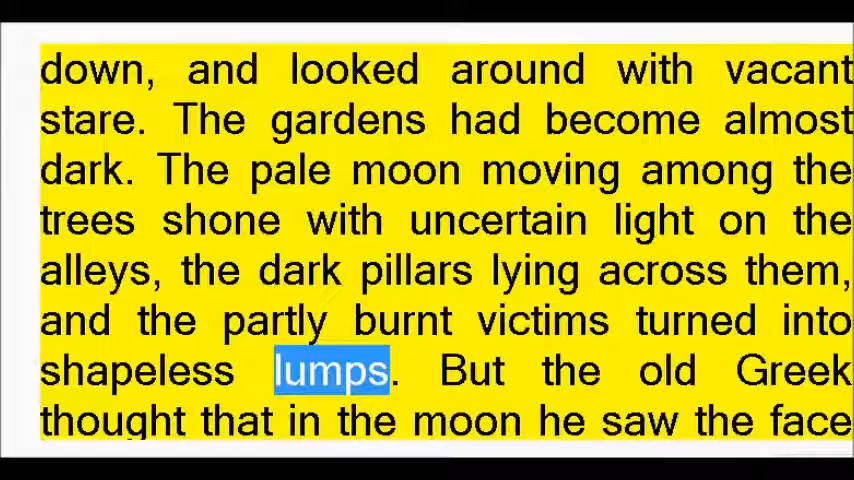 down, and looked around with vacant
stare. The gardens had become almost
dark. The pale moon moving among the
trees shone with uncertain light on the
alleys, the dark pillars lying across them,
and the partly burnt victims turned into
shapeless lumps. But the old Greek
thought that in the moon he saw the face